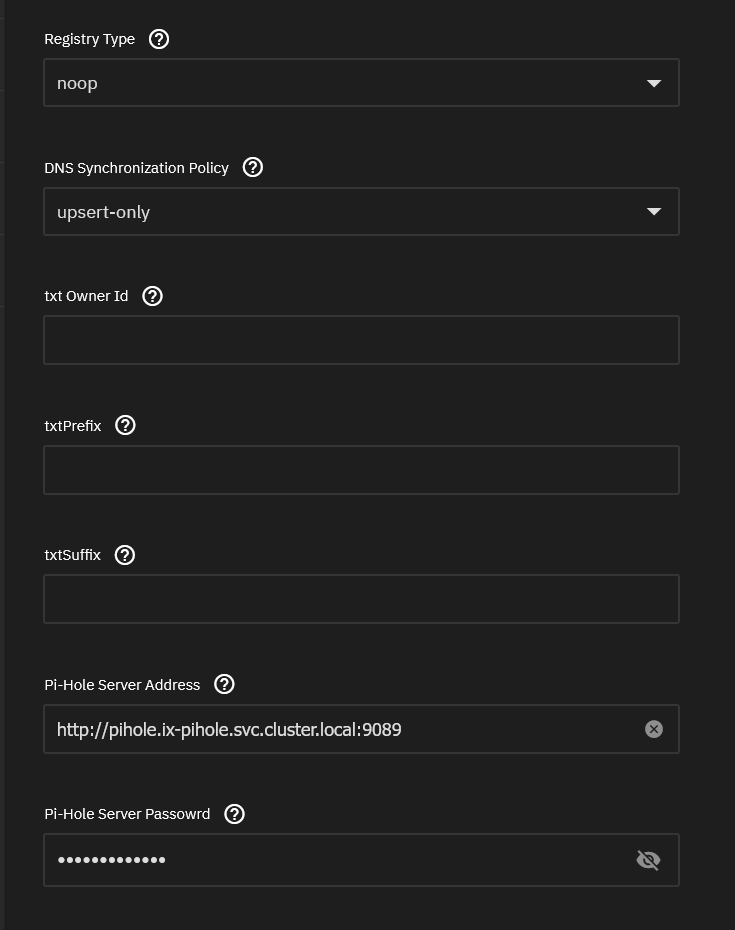 Registry Type
noop
DNS Synchronization Policy
upsert-only
txt Owner Id
txtPrefix
txtSuffix
Pi-Hole Server Address
http://pihole.ix-pihole.svc.cluster.local:9089
Pi-Hole Server Passowrd
•••••••••••••